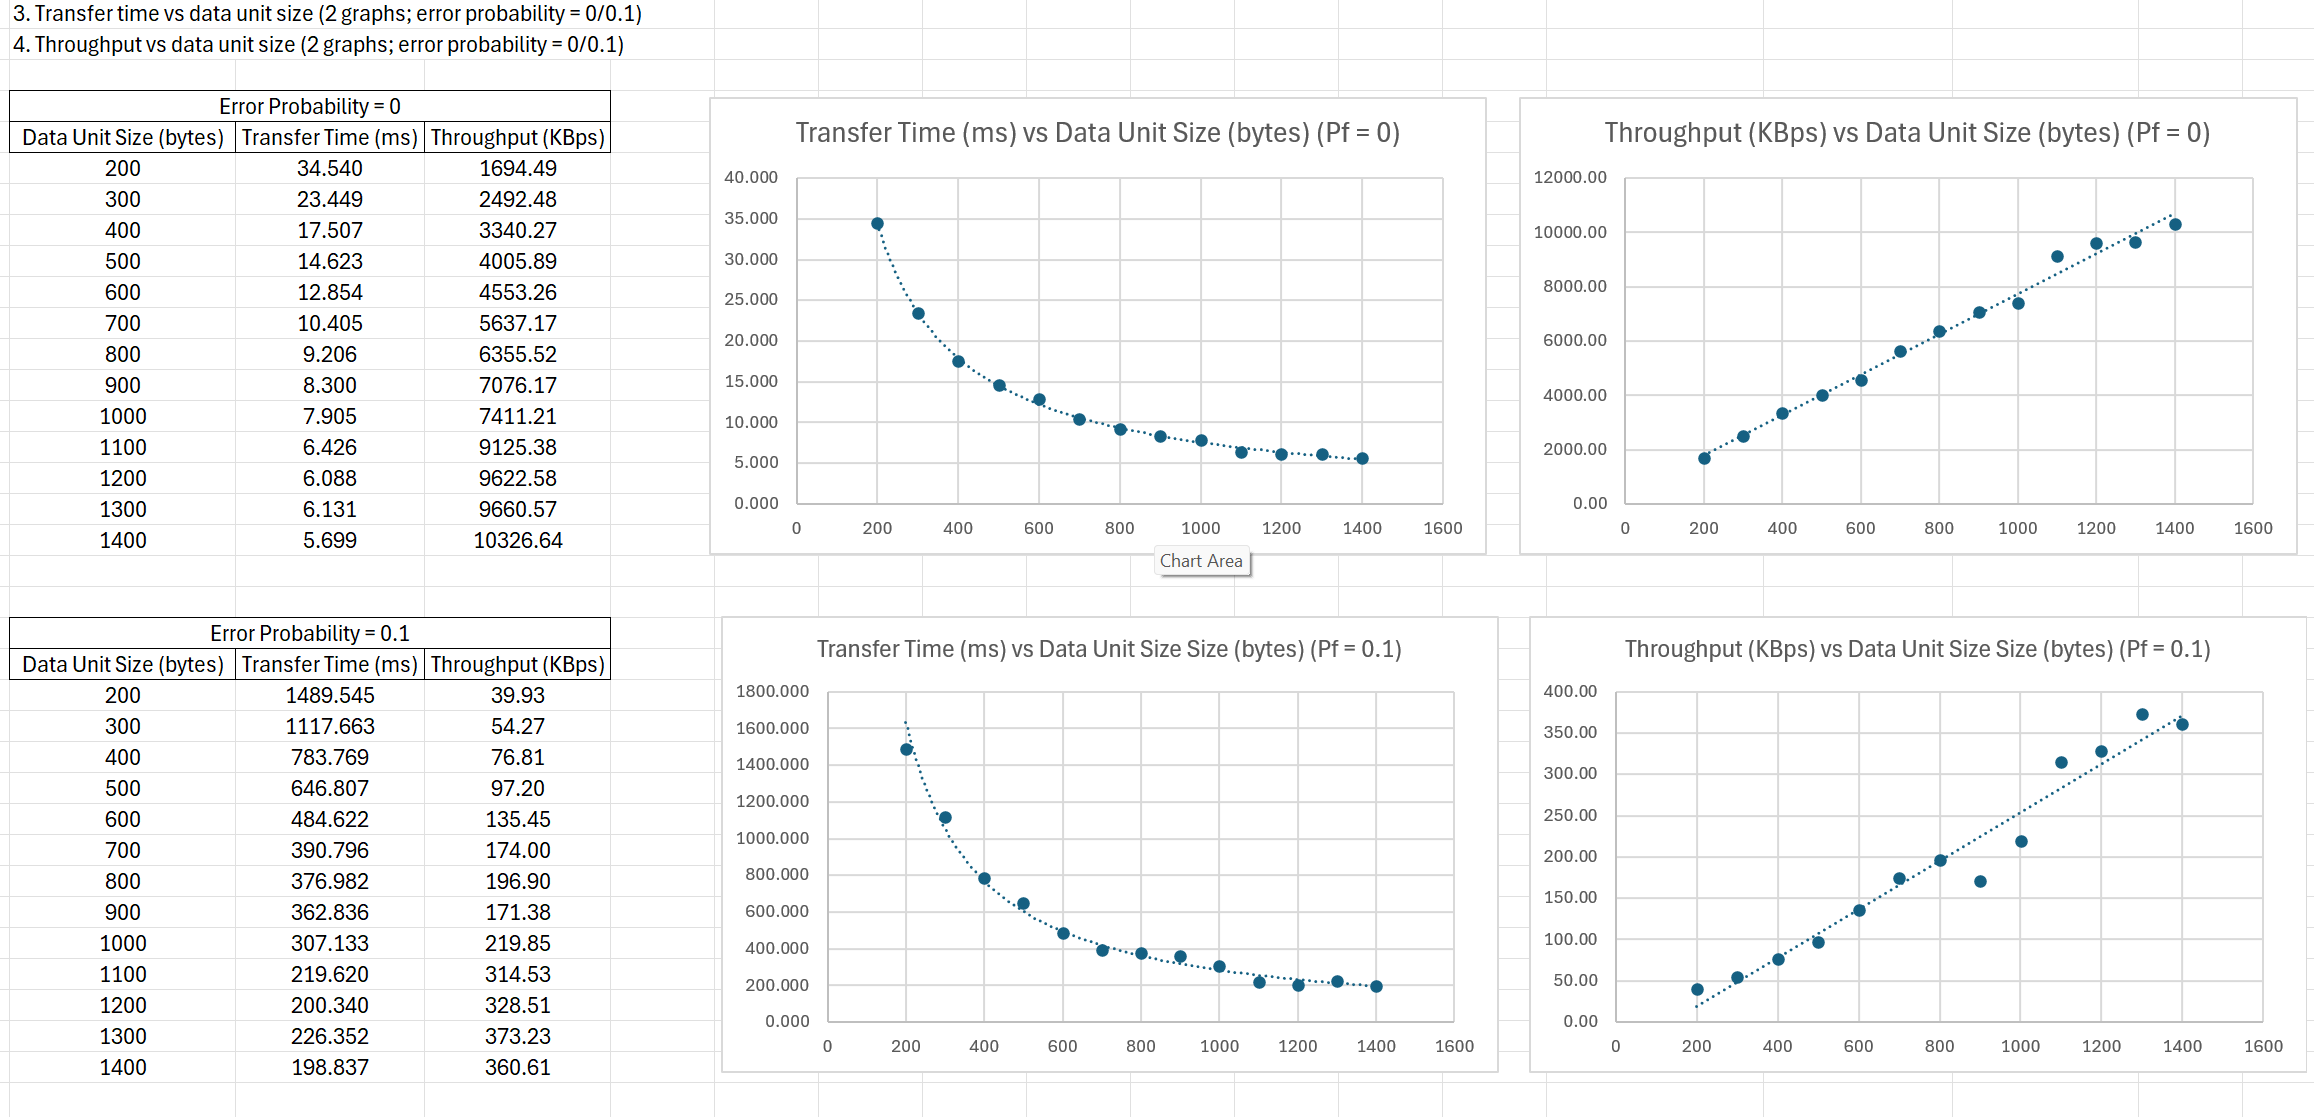 3. Transfer time vs data unit size (2 graphs; error probability = 0/0.1)
4. Throughput vs data unit size (2 graphs; error probability = 0/0.1)
Error Probability = 0
Data Unit Size (bytes) Transfer Time (ms) Throughput (KBps)
200 34.540 1694.49
300 23.449 2492.48
400 17.507 3340.27
500 14.623 4005.89
600 12.854 4553.26
700 10.405 5637.17
800 9.206 6355.52
900 8.300 7076.17
1000 7.905 7411.21
1100 6.426 9125.38
1200 6.088 9622.58
1300 6.131 9660.57
1400 5.699 10326.64
Transfer Time (ms) vs Data Unit Size (bytes) (Pf = 0)
40.000
35.000
30.000
25.000
20.000
15.000
10.000
5.000
0.000
0 200 400 600 800 1000 1200 1400 1600
Chart Area
Throughput (KBps) vs Data Unit Size (bytes) (Pf = 0)
12000.00
10000.00
8000.00
6000.00
4000.00
2000.00
0.00
0 200 400 600 800 1000 1200 1400 1600
Error Probability = 0.1
Data Unit Size (bytes) Transfer Time (ms) Throughput (KBps)
200 1489.545 39.93
300 1117.663 54.27
400 783.769 76.81
500 646.807 97.20
600 484.622 135.45
700 390.796 174.00
800 376.982 196.90
900 362.836 171.38
1000 307.133 219.85
1100 219.620 314.53
1200 200.340 328.51
1300 226.352 373.23
1400 198.837 360.61
Transfer Time (ms) vs Data Unit Size Size (bytes) (Pf = 0.1)
1800.000
1600.000
1400.000
1200.000
1000.000
800.000
600.000
400.000
200.000
0.000
0 200 400 600 800 1000 1200 1400 1600
Throughput (KBps) vs Data Unit Size Size (bytes) (Pf = 0.1)
400.00
350.00
300.00
250.00
200.00
150.00
100.00
50.00
0.00
0 200 400 600 800 1000 1200 1400 1600